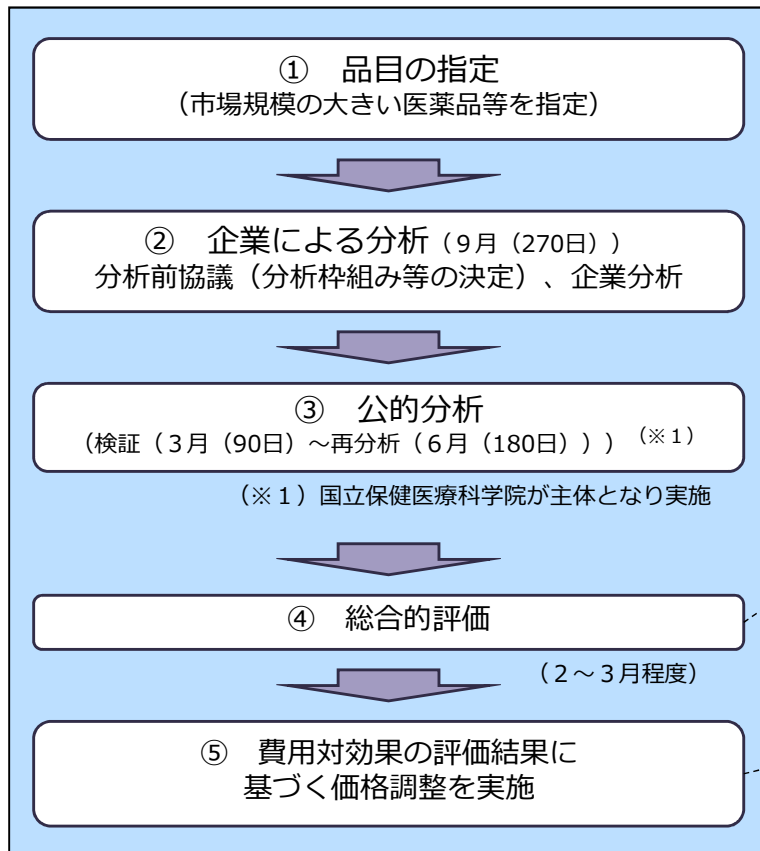 ① 品目の指定
（市場規模の大きい医薬品等を指定）
② 企業による分析（９月（270日））
分析前協議（分析枠組み等の決定）、企業分析
③ 公的分析
（検証（３月（90日）～再分析（６月（180日）））（※１）
（※１）国立保健医療科学院が主体となり実施
④ 総合的評価
（２～３月程度）
⑤ 費用対効果の評価結果に
基づく価格調整を実施